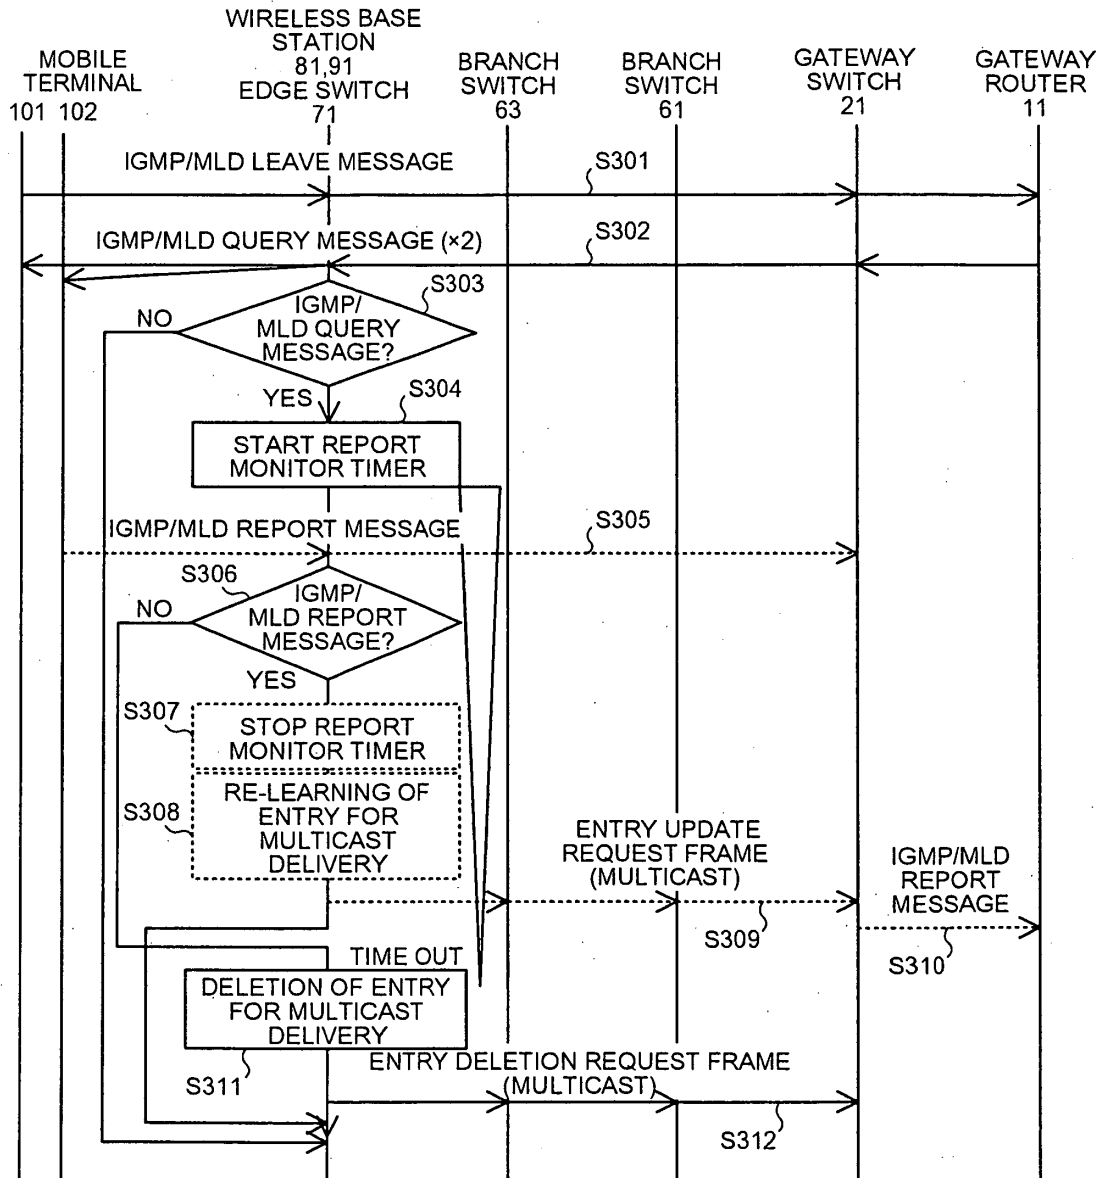 WIRELESS BASE
STATION
81,91
EDGE SWITCH
71
MOBILE
TERMINAL
101
102
BRANCH
SWITCH
63
BRANCH
SWITCH
61
GATEWAY
SWITCH
21
GATEWAY
ROUTER
11
IGMP/MLD LEAVE MESSAGE
S301
IGMP/MLD QUERY MESSAGE (×2)
S302
S303
IGMP/
MLD QUERY
MESSAGE?
NO
YES
S304
START REPORT
MONITOR TIMER
IGMP/MLD REPORT MESSAGE
S305
S306
IGMP/
MLD REPORT
MESSAGE?
NO
YES
S307
STOP REPORT
MONITOR TIMER
S308
RE-LEARNING OF
ENTRY FOR
MULTICAST
DELIVERY
ENTRY UPDATE
REQUEST FRAME
(MULTICAST)
S309
IGMP/MLD
REPORT
MESSAGE
S310
TIME OUT
DELETION OF ENTRY
FOR MULTICAST
DELIVERY
S311
ENTRY DELETION REQUEST FRAME
(MULTICAST)
S312